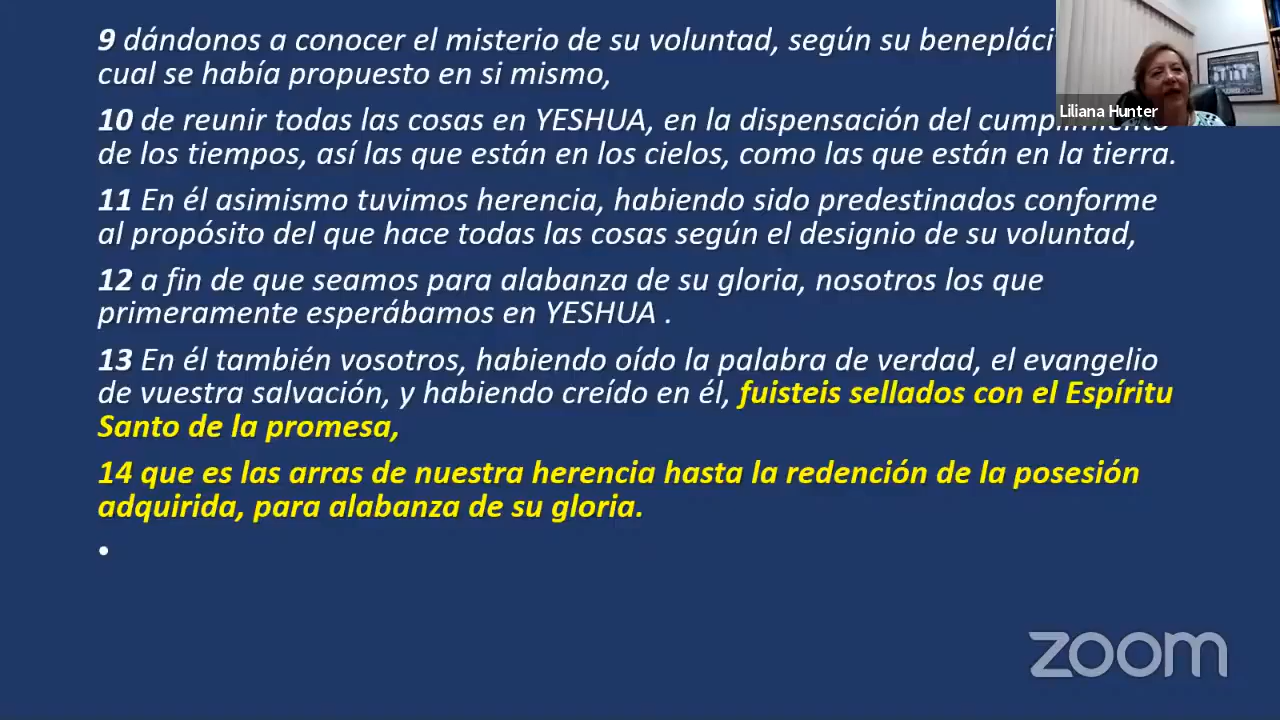 9 dándonos a conocer el misterio de su voluntad, según su
cual se había propuesto en si mismo,
Liliana Hunter
10 de reunir todas las cosas en YESHUA, en la dispensación del cumplimiento
de los tiempos, así las que están en los cielos, como las que están en la tierra.
11 En él asimismo tuvimos herencia, habiendo sido predestinados conforme
al propósito del que hace todas las cosas según el designio de su voluntad,
12 a fin de que seamos para alabanza de su gloria, nosotros los que
primeramente esperábamos en YESHUA .
13 En él también vosotros, habiendo oído la palabra de verdad, el evangelio
de vuestra salvación, y habiendo creído en él, fuisteis sellados con el Espíritu
Santo de la promesa,
14 que es las arras de nuestra herencia hasta la redención de la posesión
adquirida, para alabanza de su gloria.
zoom